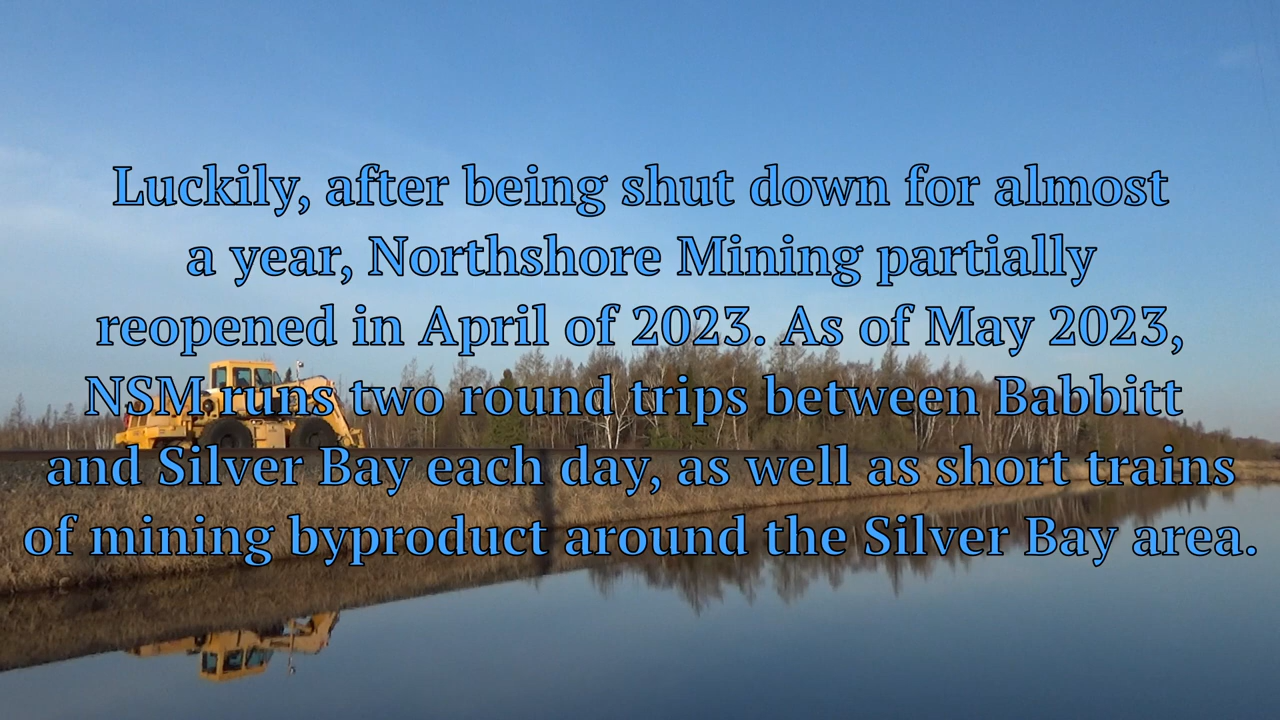 Luckily, after being shut down for almost
a year, Northshore Mining partially
reopened in April of 2023. As of May 2023,
NSM runs two round trips between Babbitt
and Silver Bay each day, as well as short trains
of mining byproduct around the Silver Bay area.